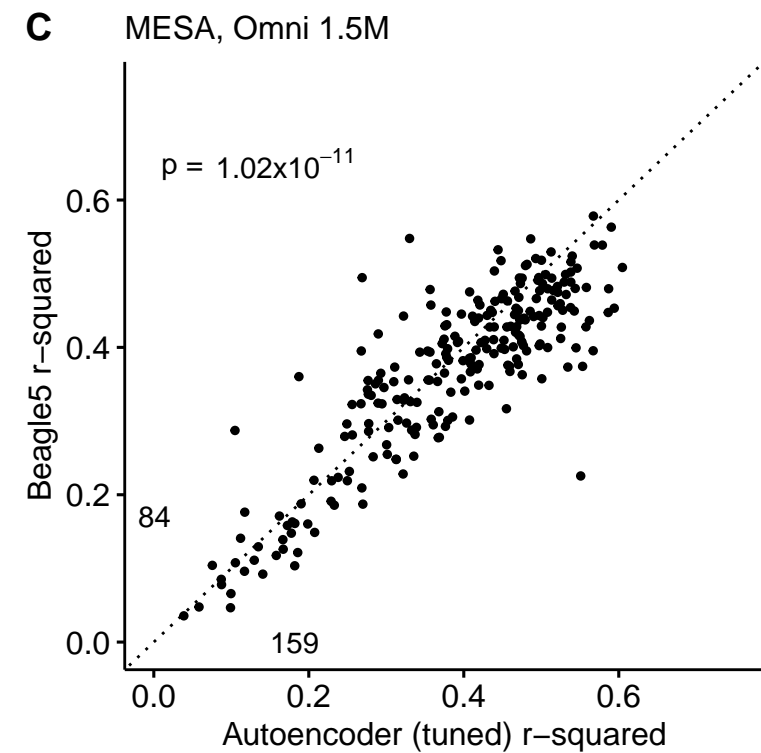 C MESA, Omni 1.5M
p = 1.02x10⁻¹¹
0.6
0.4
0.2
0.0
Beagle5 r−squared
84
159
0.0 0.2 0.4 0.6
Autoencoder (tuned) r−squared